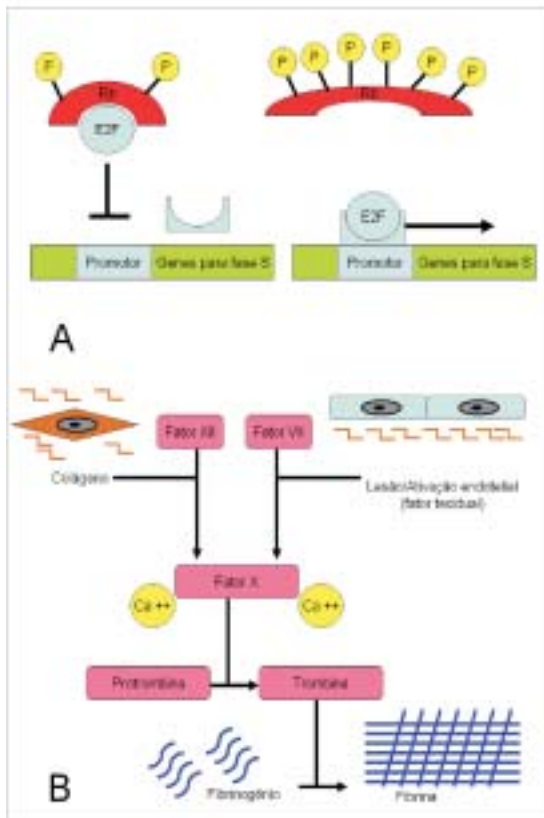 P
P
Rb
E2F
P
P
P
P
P
P
Rb
E2F
Promotor
Genes para fase S
Promotor
Genes para fase S
A
Fator XII
Fator VII
Colágeno
Lesão/Ativação endotelial
(fator tecidual)
Fator X
Ca ++
Ca ++
Protrombina
Trombina
Fibrinogênio
Fibrina
B